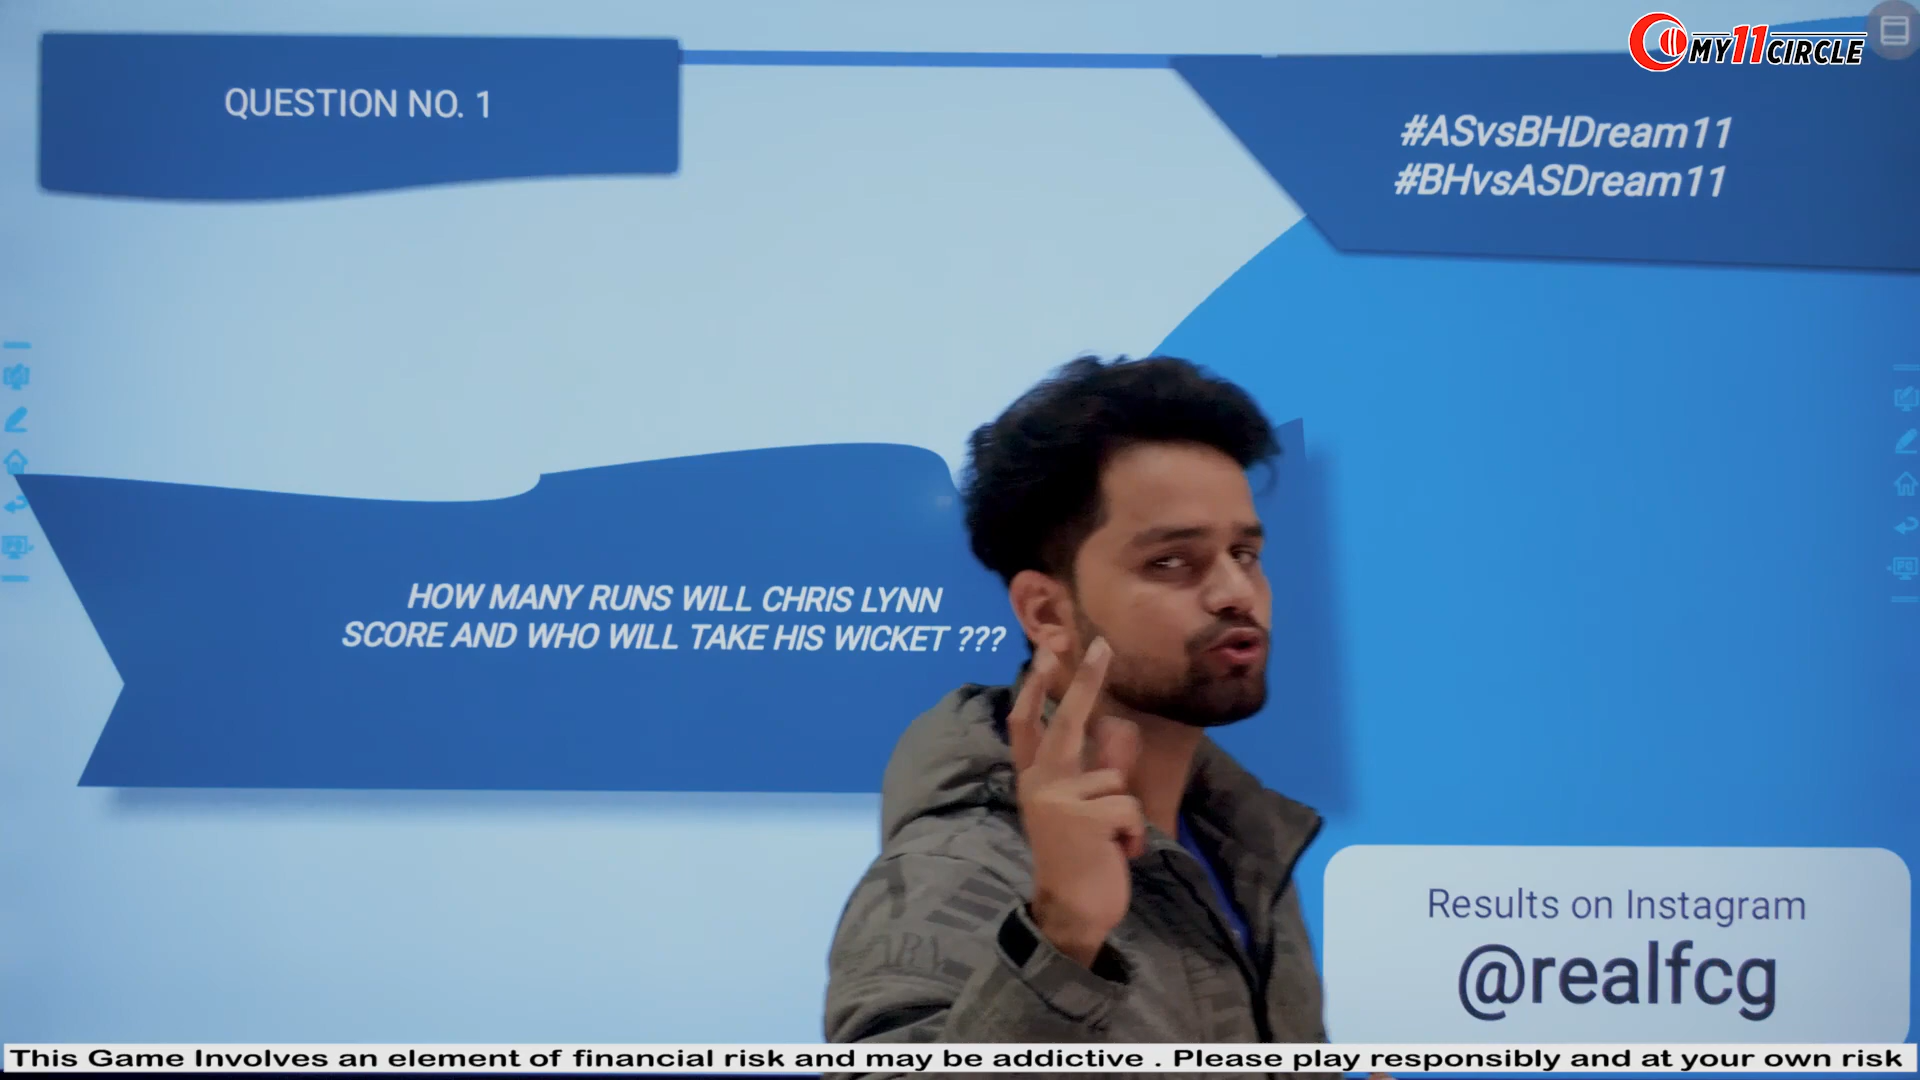 QUESTION NO. 1
MY11CIRCLE
#ASvsBHDream11
#BHvsASDream11
HOW MANY RUNS WILL CHRIS LYNN
SCORE AND WHO WILL TAKE HIS WICKET ???
Results on Instagram
@realfcg
This Game Involves an element of financial risk and may be addictive . Please play responsibly and at your own risk